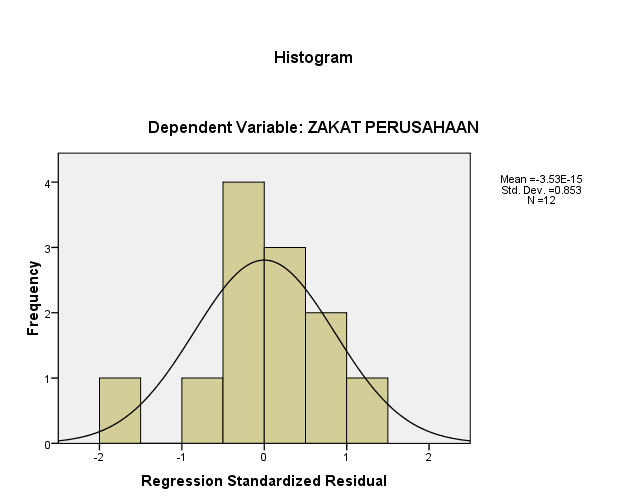 Histogram
Dependent Variable: ZAKAT PERUSAHAAN
Mean =-3.53E-15
Std. Dev. =0.853
N =12
Frequency
4
3
2
1
0
-2
-1
0
1
2
Regression Standardized Residual